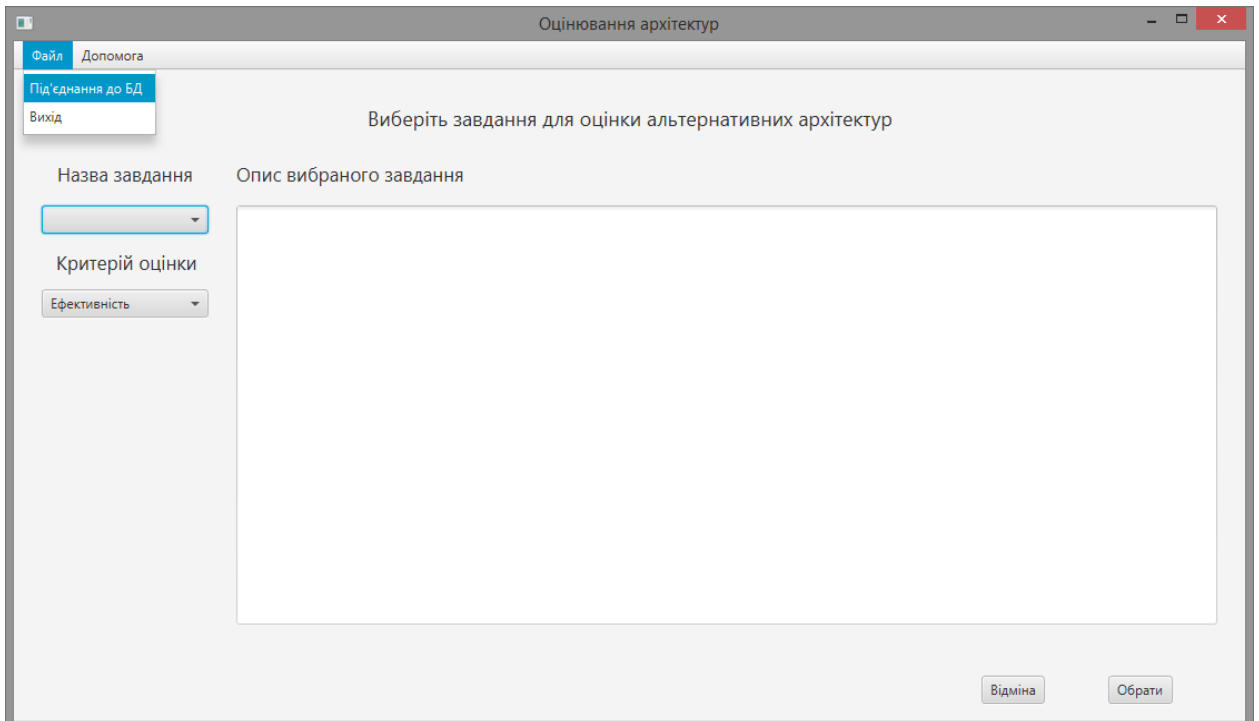 Оцінювання архітектур
Файл Допомога
Під'єднання до БД
Вихід
Виберіть завдання для оцінки альтернативних архітектур
Назва завдання Опис вибраного завдання
Критерій оцінки
Ефективність
Відміна Обрати